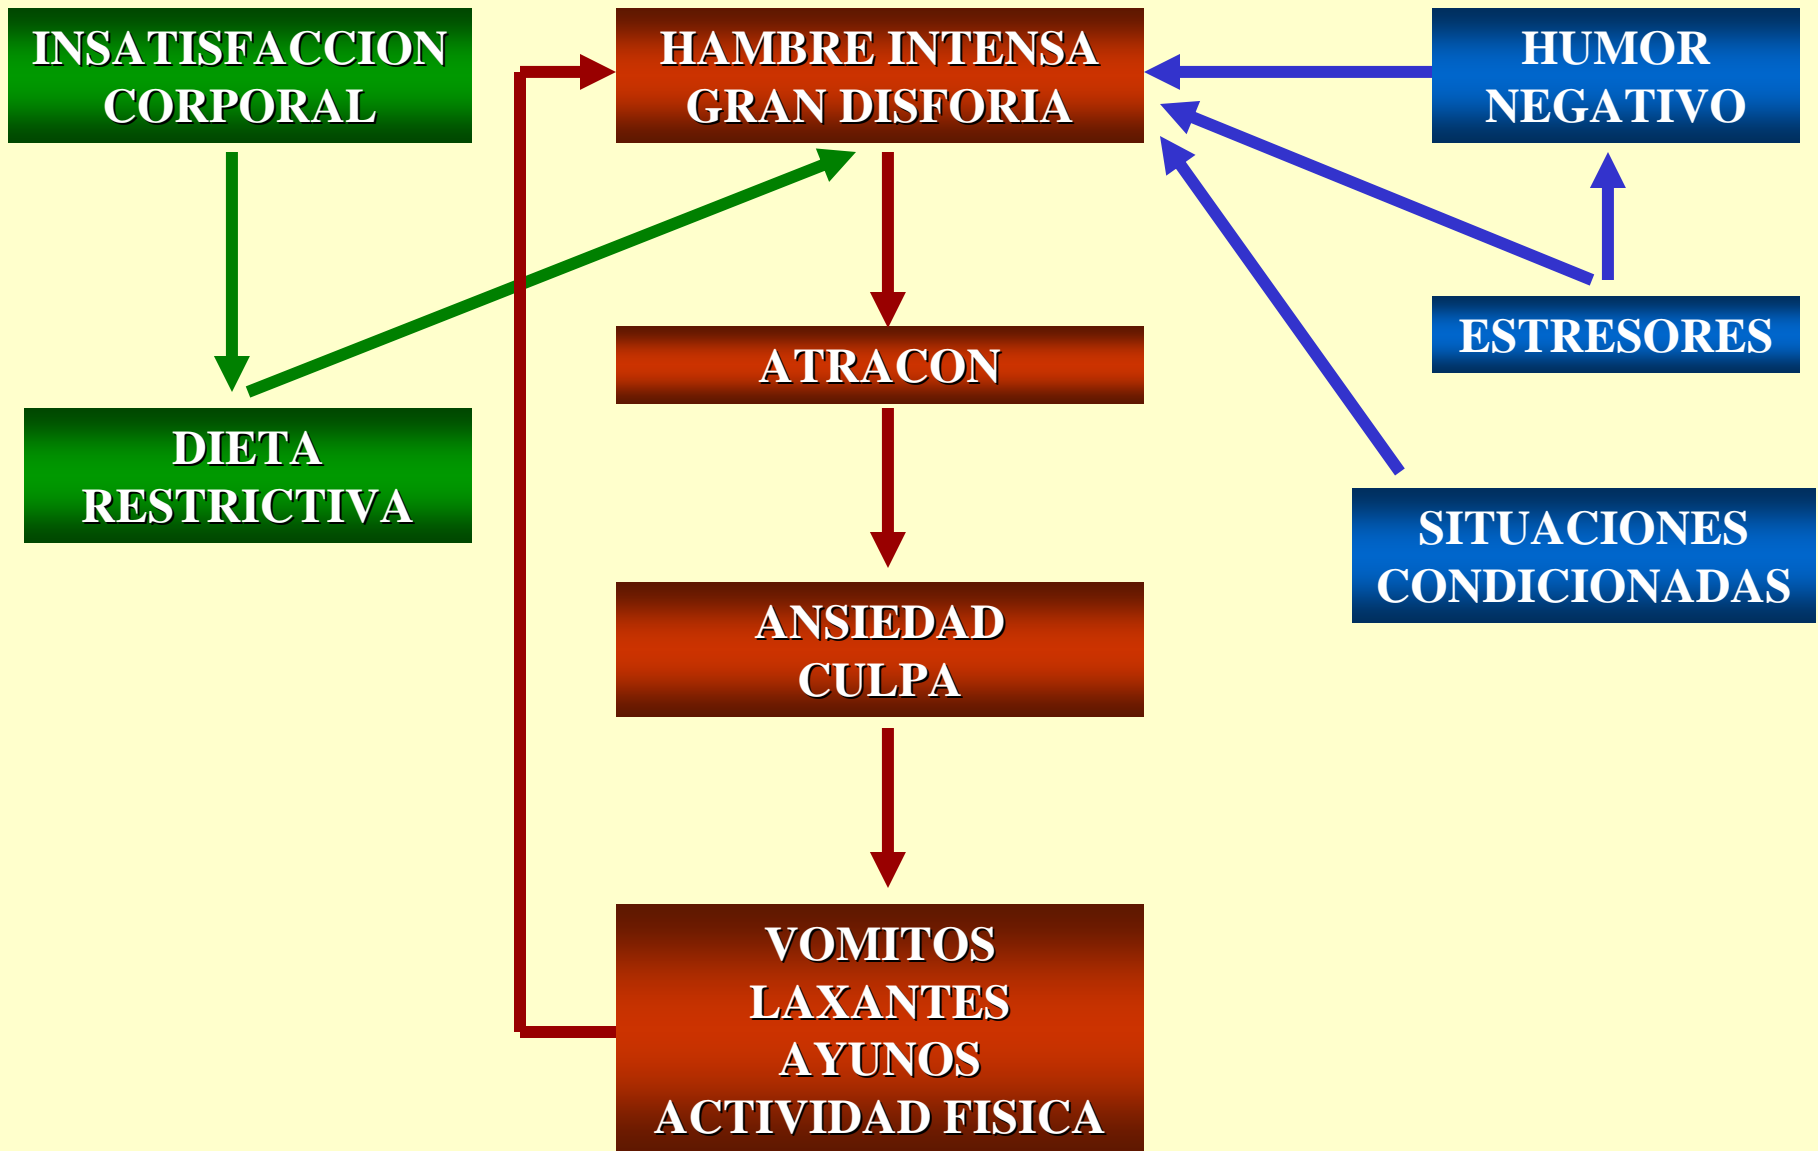 INSATISFACCION
CORPORAL
HAMBRE INTENSA
GRAN DISFORIA
HUMOR
NEGATIVO
ESTRESORES
ATRACON
DIETA
RESTRICTIVA
SITUACIONES
CONDICIONADAS
ANSIEDAD
CULPA
VOMITOS
LAXANTES
AYUNOS
ACTIVIDAD FISICA